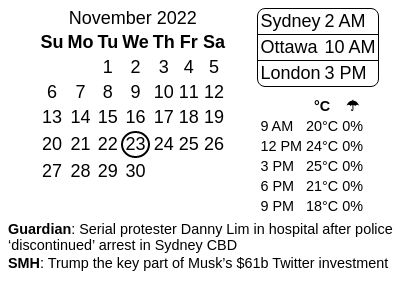 November 2022
Su Mo Tu We Th Fr Sa
1 2 3 4 5
6 7 8 9 10 11 12
13 14 15 16 17 18 19
20 21 22 23 24 25 26
27 28 29 30
Sydney 2 AM
Ottawa 10 AM
London 3 PM
°C ☂
9 AM 20°C 0%
12 PM 24°C 0%
3 PM 25°C 0%
6 PM 21°C 0%
9 PM 18°C 0%
Guardian: Serial protester Danny Lim in hospital after police
‘discontinued’ arrest in Sydney CBD
SMH: Trump the key part of Musk’s $61b Twitter investment